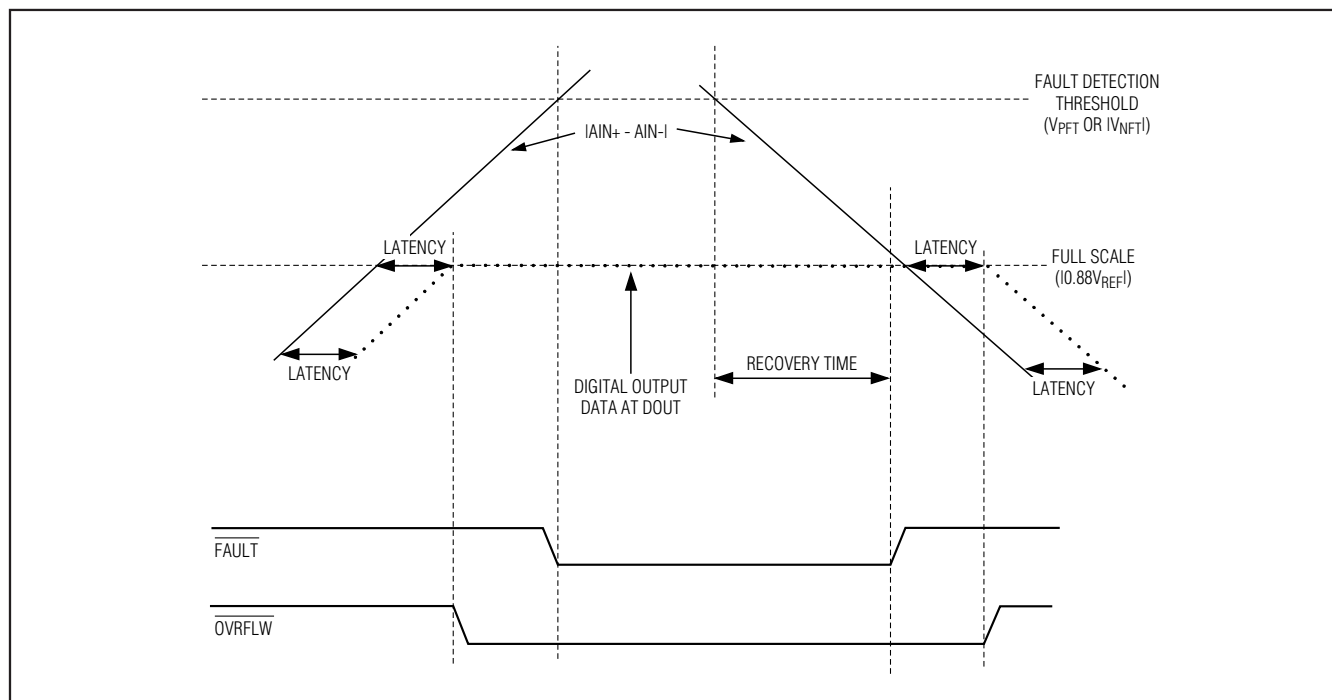 FAULT DETECTION
THRESHOLD
(VPFT OR |VNFT|)
|AIN+ - AIN-|
LATENCY
LATENCY
FULL SCALE
(|0.88VREF|)
LATENCY
DIGITAL OUTPUT
DATA AT DOUT
RECOVERY TIME
LATENCY
FAULT
OVRFLW